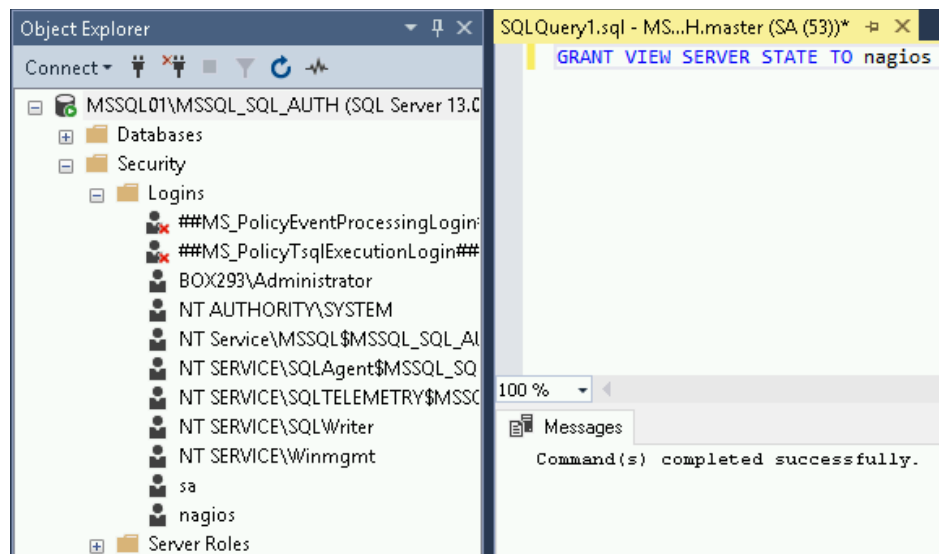 Object Explorer
Connect
MSSQL01\MSSQL_SQL_AUTH (SQL Server 13.0
Databases
Security
Logins
##MS_PolicyEventProcessingLogin#
##MS_PolicyTsqlExecutionLogin##
BOX293\Administrator
NT AUTHORITY\SYSTEM
NT Service\MSSQL$MSSQL_SQL_AU
NT SERVICE\SQLAgent$MSSQL_SQ
NT SERVICE\SQLTELEMETRY$MSSQ
NT SERVICE\SQLWriter
NT SERVICE\Winmgmt
sa
nagios
Server Roles
SQLQuery1.sql - MS...H.master (SA (53))*
GRANT VIEW SERVER STATE TO nagios
100 %
Messages
Command(s) completed successfully.